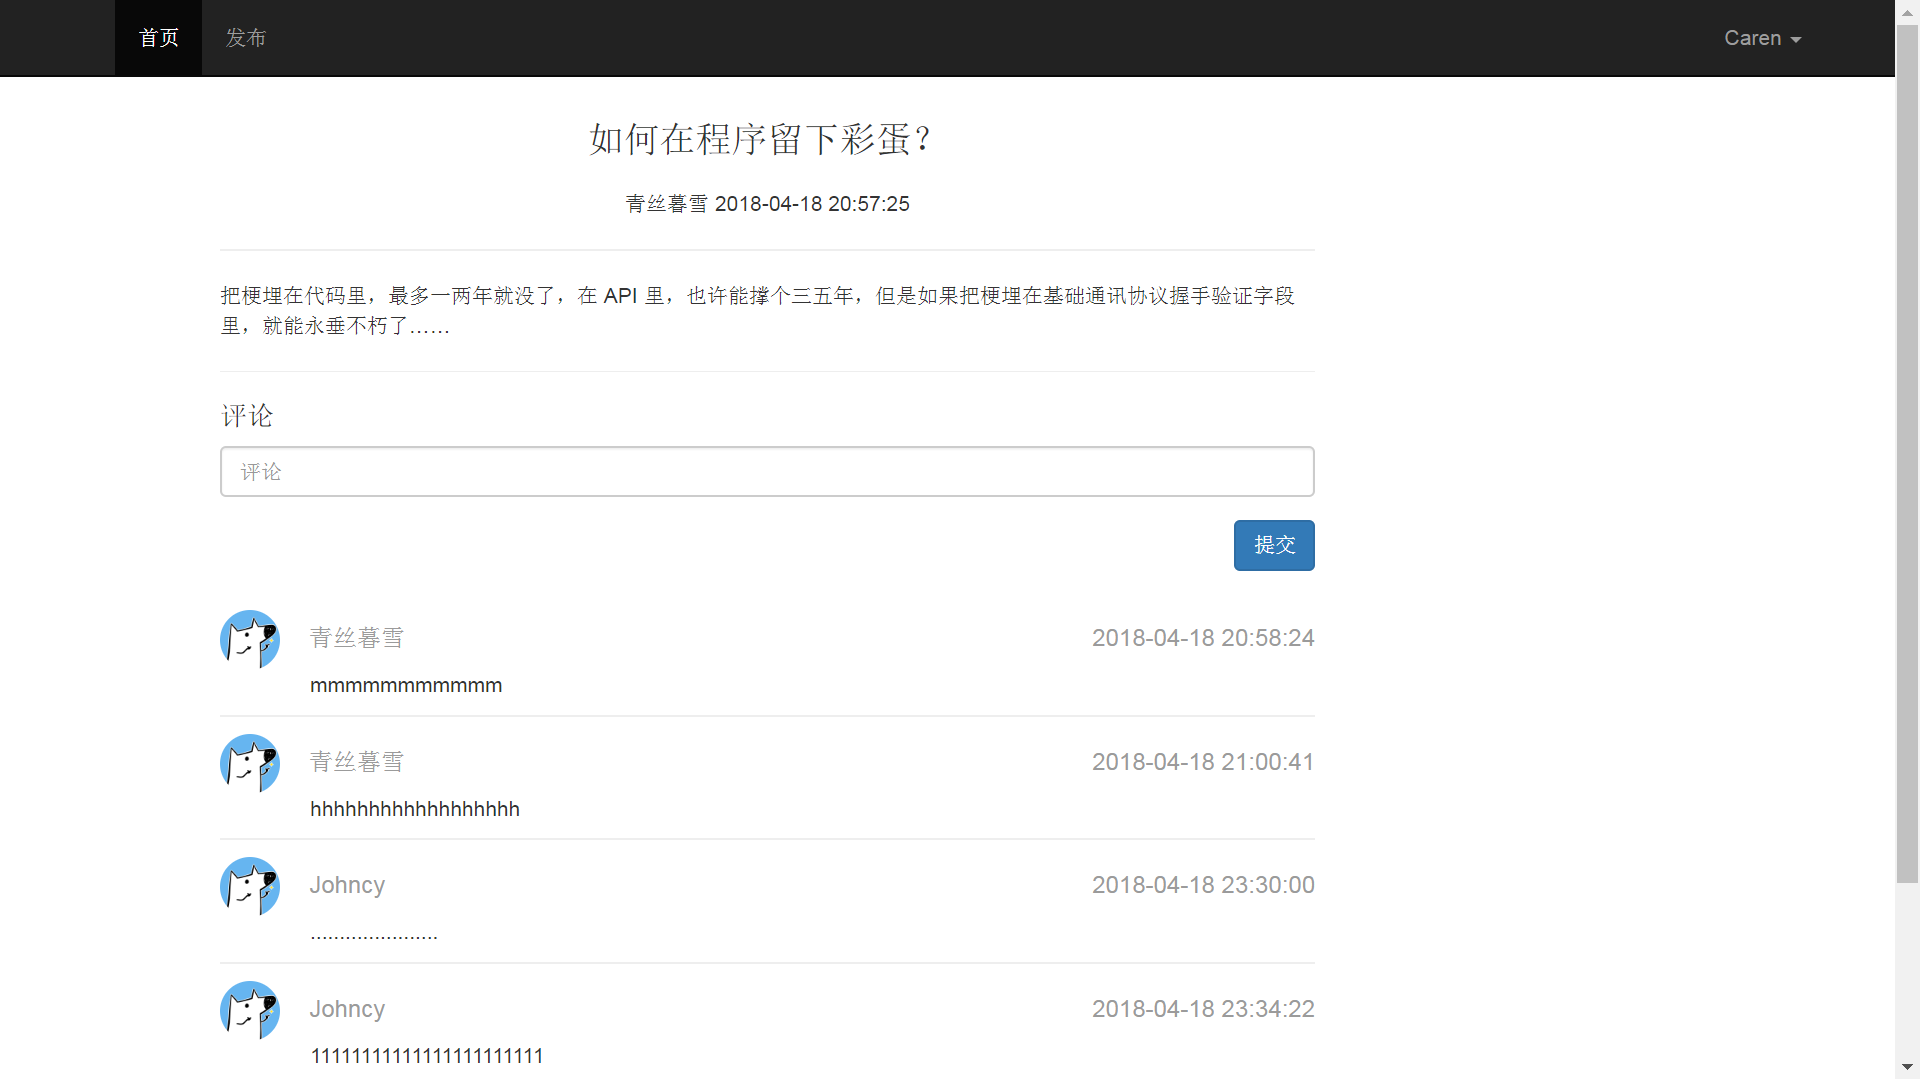 首页 发布 Caren
如何在程序留下彩蛋?
青丝暮雪 2018-04-18 20:57:25
把梗埋在代码里，最多一两年就没了，在 API 里，也许能撑个三五年，但是如果把梗埋在基础通讯协议握手验证字段
里，就能永垂不朽了……
评论
评论
提交
青丝暮雪 2018-04-18 20:58:24
mmmmmmmmmmm
青丝暮雪 2018-04-18 21:00:41
hhhhhhhhhhhhhhhhhh
Johncy 2018-04-18 23:30:00
......................
Johncy 2018-04-18 23:34:22
11111111111111111111111